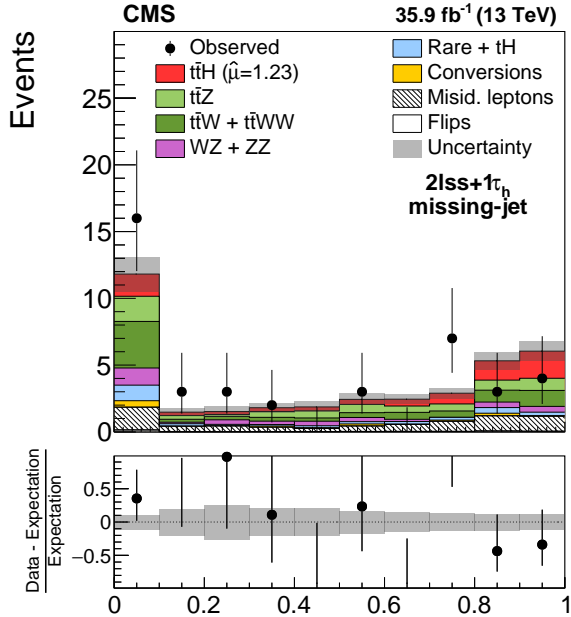 CMS 35.9 fb⁻¹ (13 TeV)
Events
Observed
tt̄H (μ̂=1.23)
tt̄Z
tt̄W + tt̄WW
WZ + ZZ
Rare + tH
Conversions
Misid. leptons
Flips
Uncertainty
2lss+1τₕ
missing-jet
25
20
15
10
5
0
Data - Expectation
Expectation
0.5
0
−0.5
0 0.2 0.4 0.6 0.8 1